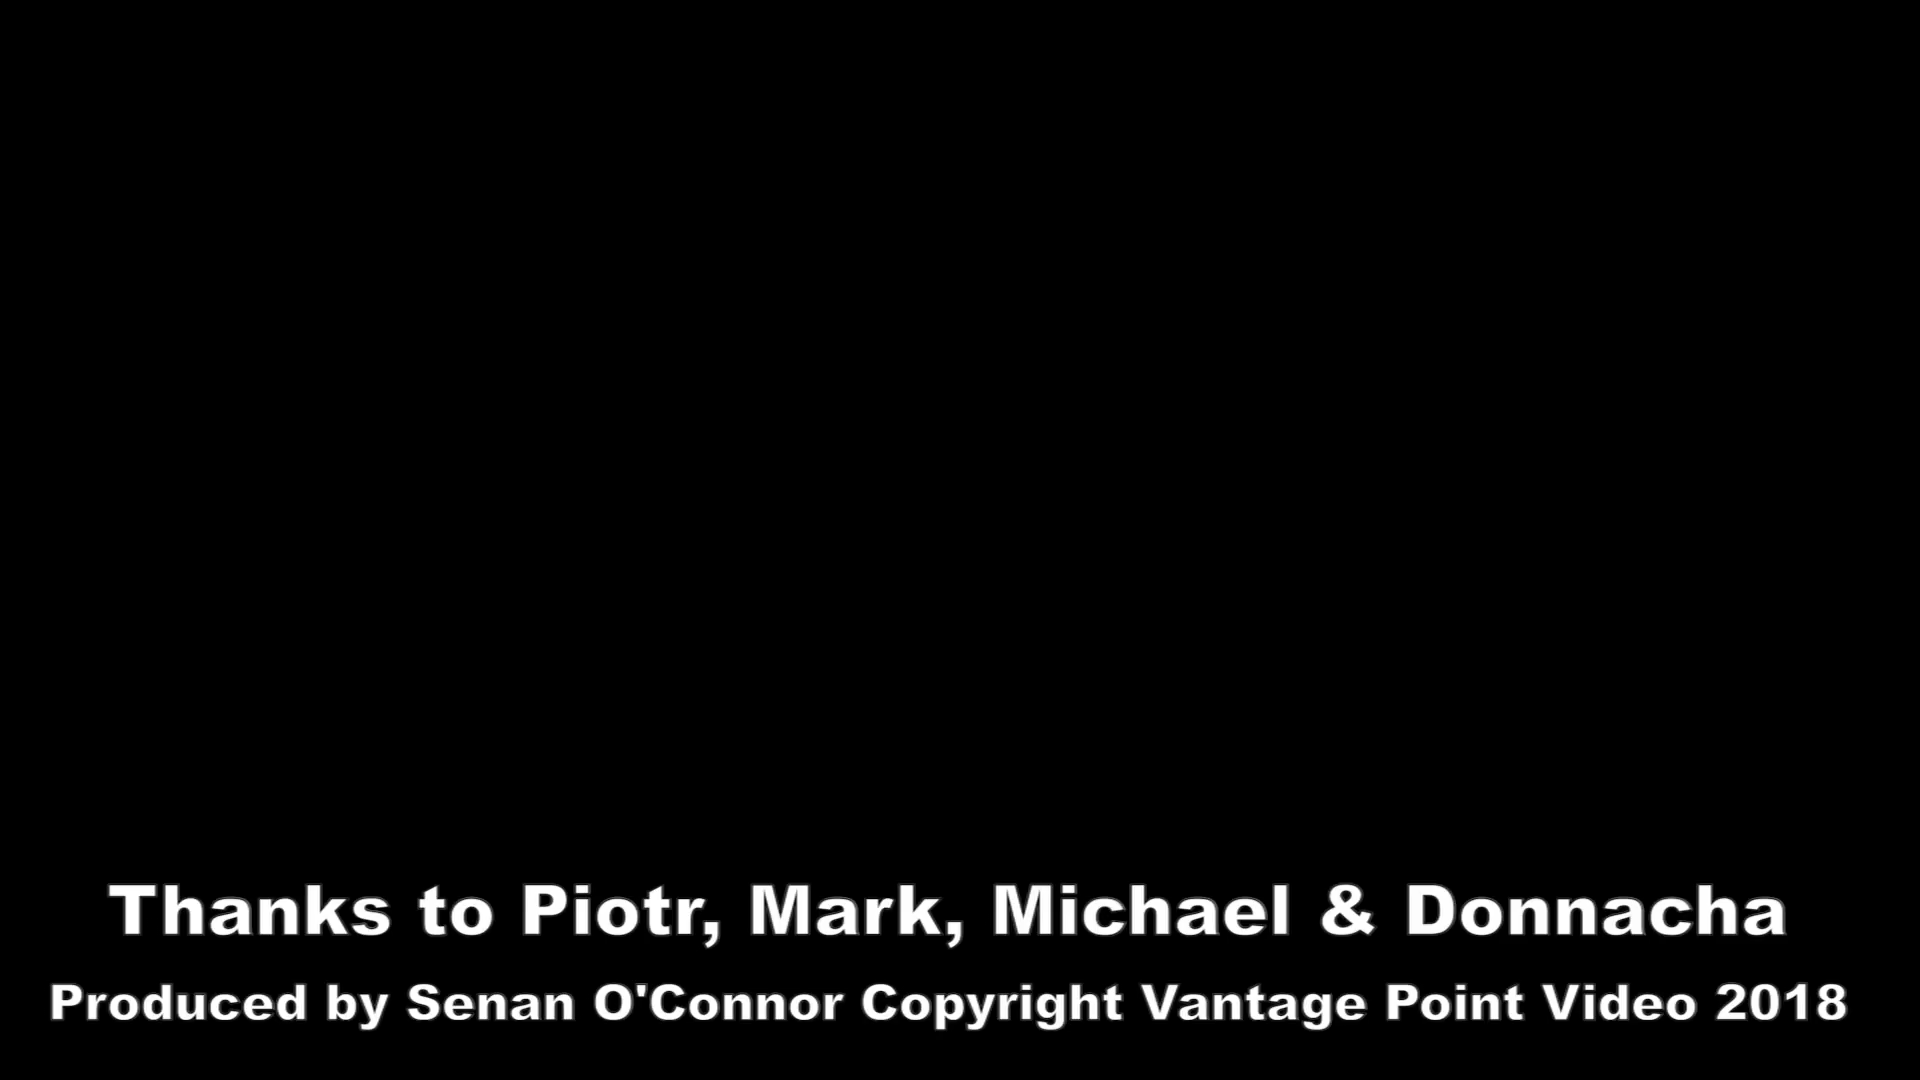 Thanks to Piotr, Mark, Michael & Donnacha
Produced by Senan O'Connor Copyright Vantage Point Video 2018